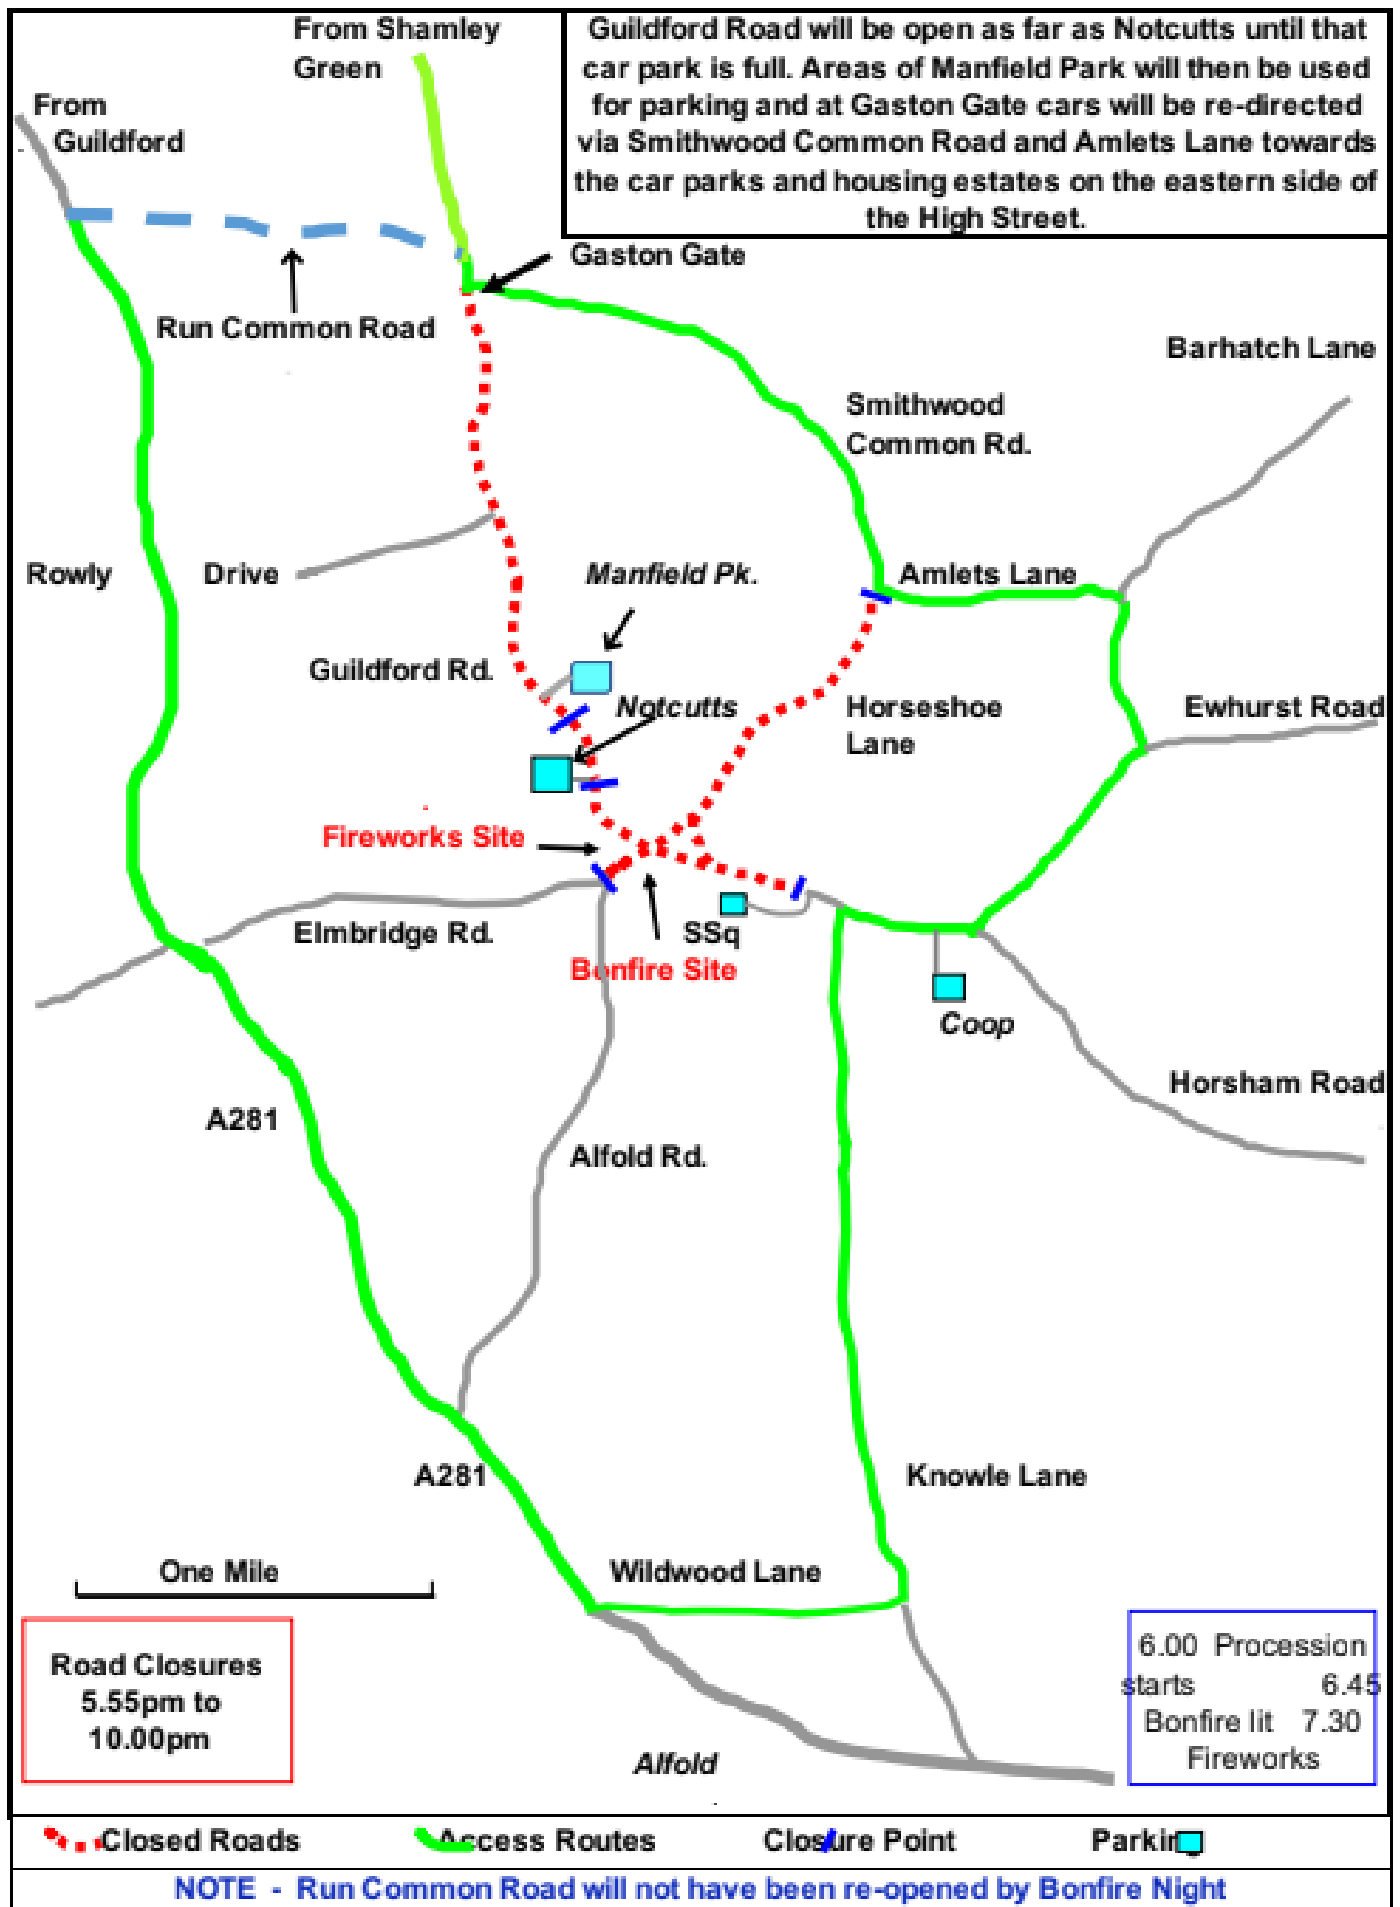 From Shamley
Green
Guildford Road will be open as far as Notcutts until that
car park is full. Areas of Manfield Park will then be used
for parking and at Gaston Gate cars will be re-directed
via Smithwood Common Road and Amlets Lane towards
the car parks and housing estates on the eastern side of
the High Street.
From
Guildford
Gaston Gate
Run Common Road
Barhatch Lane
Smithwood
Common Rd.
Rowly
Drive
Manfield Pk.
Amlets Lane
Guildford Rd.
Notcutts
Horseshoe
Lane
Ewhurst Road
Fireworks Site
Elmbridge Rd.
SSq
Bonfire Site
Coop
Horsham Road
A281
Alfold Rd.
A281
Knowle Lane
One Mile
Wildwood Lane
Road Closures
5.55pm to
10.00pm
6.00 Procession
starts 6.45
Bonfire lit 7.30
Fireworks
Alfold
Closed Roads
Access Routes
Closure Point
Parking
NOTE - Run Common Road will not have been re-opened by Bonfire Night